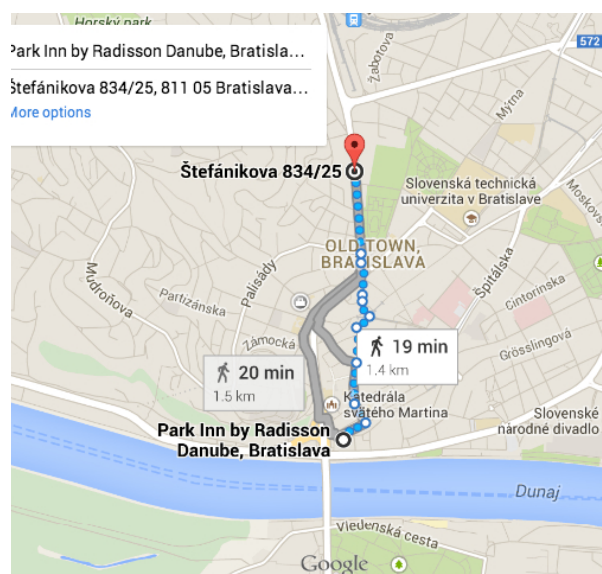 Horský park
Park Inn by Radisson Danube, Bratisla...
Štefánikova 834/25, 811 05 Bratislava...
More options
572
Žabotova
Mýtna
Štefánikova 834/25
Slovenská technická
univerzita v Bratislave
Moskovs
OLD TOWN,
BRATISLAVA
Mudroňova
Palisády
Partizánska
Špitálska
Cintorínska
Grösslingová
Zámocká
19 min
1.4 km
20 min
1.5 km
Katedrála
svätého Martina
Slovenské
národné divadlo
Park Inn by Radisson
Danube, Bratislava
Dunaj
Viedenská cesta
Google